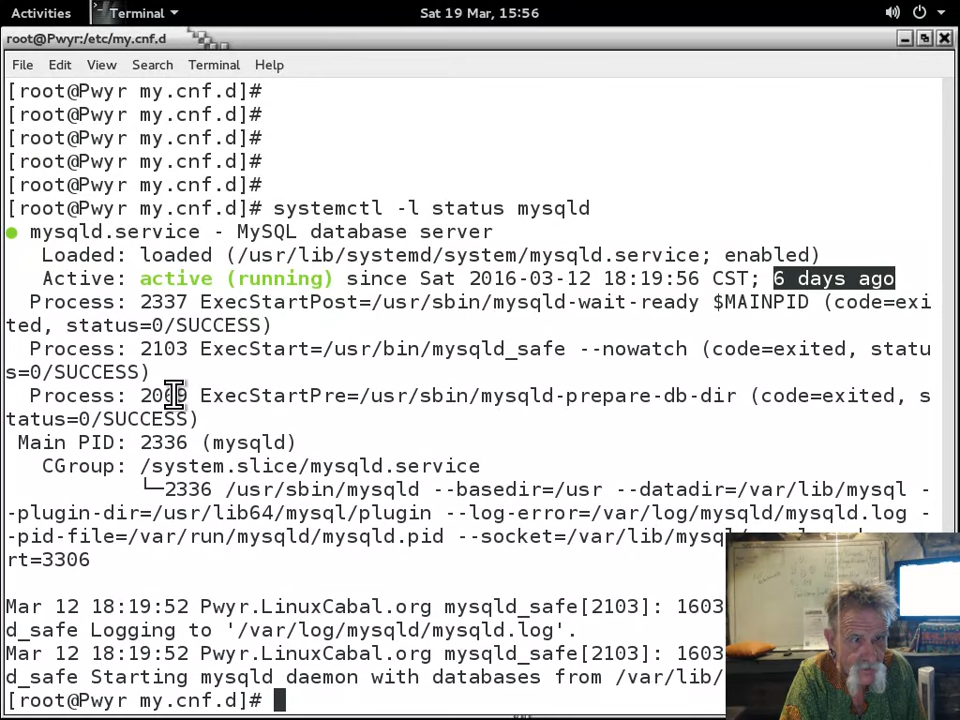 Activities Terminal Sat 19 Mar, 15:56
root@Pwyr:/etc/my.cnf.d
File Edit View Search Terminal Help
[root@Pwyr my.cnf.d]#
[root@Pwyr my.cnf.d]#
[root@Pwyr my.cnf.d]#
[root@Pwyr my.cnf.d]#
[root@Pwyr my.cnf.d]#
[root@Pwyr my.cnf.d]# systemctl -l status mysqld
● mysqld.service - MySQL database server
Loaded: loaded (/usr/lib/systemd/system/mysqld.service; enabled)
Active: active (running) since Sat 2016-03-12 18:19:56 CST; 6 days ago
Process: 2337 ExecStartPost=/usr/sbin/mysqld-wait-ready $MAINPID (code=exi
ted, status=0/SUCCESS)
Process: 2103 ExecStart=/usr/bin/mysqld_safe --nowatch (code=exited, statu
s=0/SUCCESS)
Process: ExecStartPre=/usr/sbin/mysqld-prepare-db-dir (code=exited, s
tatus=0/SUCCESS)
Main PID: 2336 (mysqld)
CGroup: /system.slice/mysqld.service
└─2336 /usr/sbin/mysqld --basedir=/usr --datadir=/var/lib/mysql -
-plugin-dir=/usr/lib64/mysql/plugin --log-error=/var/log/mysqld/mysqld.log -
-pid-file=/var/run/mysqld/mysqld.pid --socket=/var/lib/mysq
rt=3306
Mar 12 18:19:52 Pwyr.LinuxCabal.org mysqld_safe[2103]: 1603
d_safe Logging to '/var/log/mysqld/mysqld.log'.
Mar 12 18:19:52 Pwyr.LinuxCabal.org mysqld_safe[2103]: 1603
d_safe Starting mysqld daemon with databases from /var/lib/
[root@Pwyr my.cnf.d]#